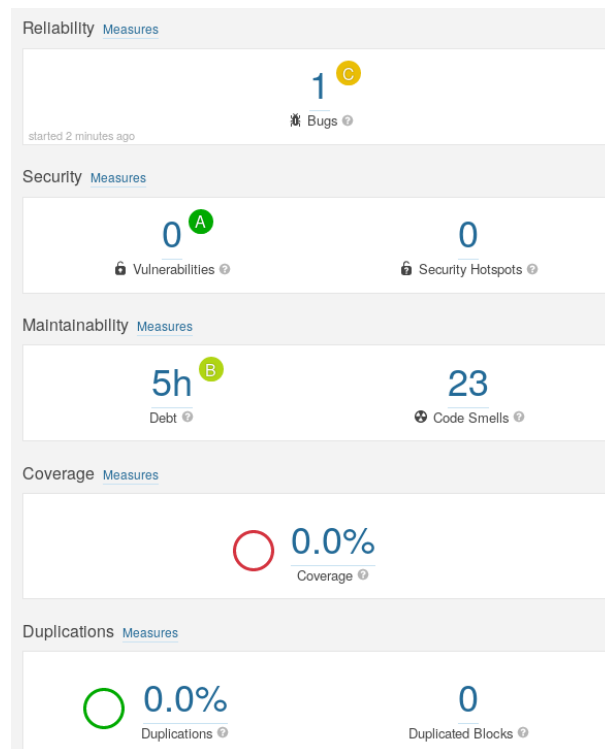 Reliability Measures
1 C
Bugs ?
started 2 minutes ago
Security Measures
0 A 0
Vulnerabilities ? Security Hotspots ?
Maintainability Measures
5h B 23
Debt ? Code Smells ?
Coverage Measures
0.0%
Coverage ?
Duplications Measures
0.0% 0
Duplications ? Duplicated Blocks ?